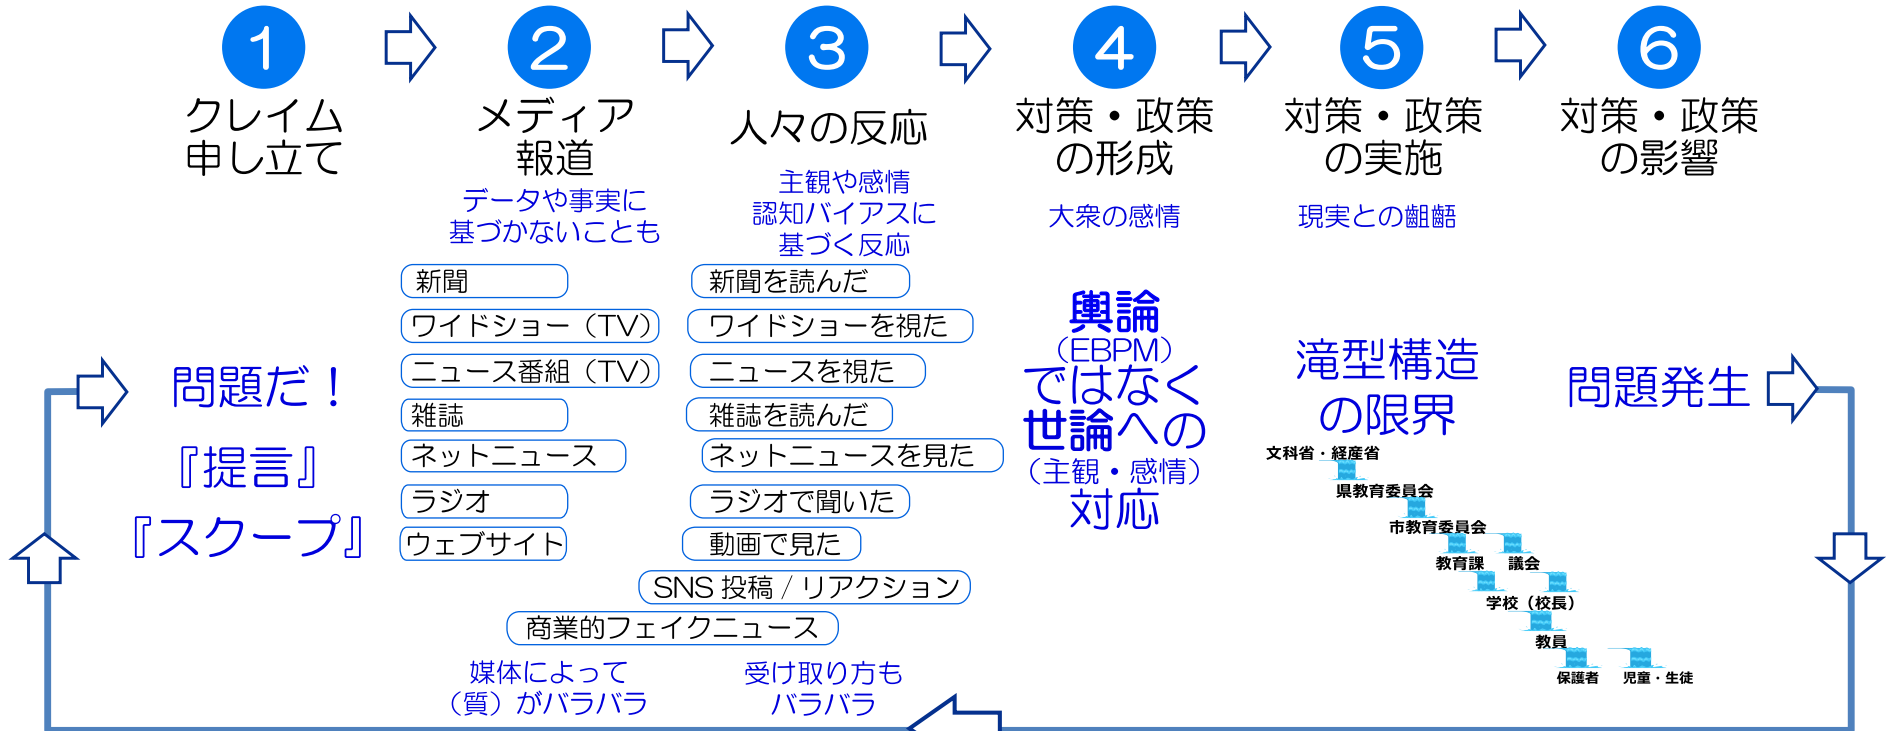 1
クレイム
申し立て
問題だ！
『提言』
『スクープ』
2
メディア
報道
データや事実に
基づかないことも
新聞
ワイドショー（TV）
ニュース番組（TV）
雑誌
ネットニュース
ラジオ
ウェブサイト
3
人々の反応
主観や感情
認知バイアスに
基づく反応
新聞を読んだ
ワイドショーを視た
ニュースを視た
雑誌を読んだ
ネットニュースを見た
ラジオで聞いた
動画で見た
SNS 投稿 / リアクション
商業的フェイクニュース
媒体によって
（質）がバラバラ
受け取り方も
バラバラ
4
対策・政策
の形成
大衆の感情
輿論
（EBPM）
ではなく
世論への
（主観・感情）
対応
5
対策・政策
の実施
現実との齟齬
滝型構造
の限界
文科省・経産省
県教育委員会
市教育委員会
教育課
議会
学校（校長）
教員
保護者
児童・生徒
6
対策・政策
の影響
問題発生